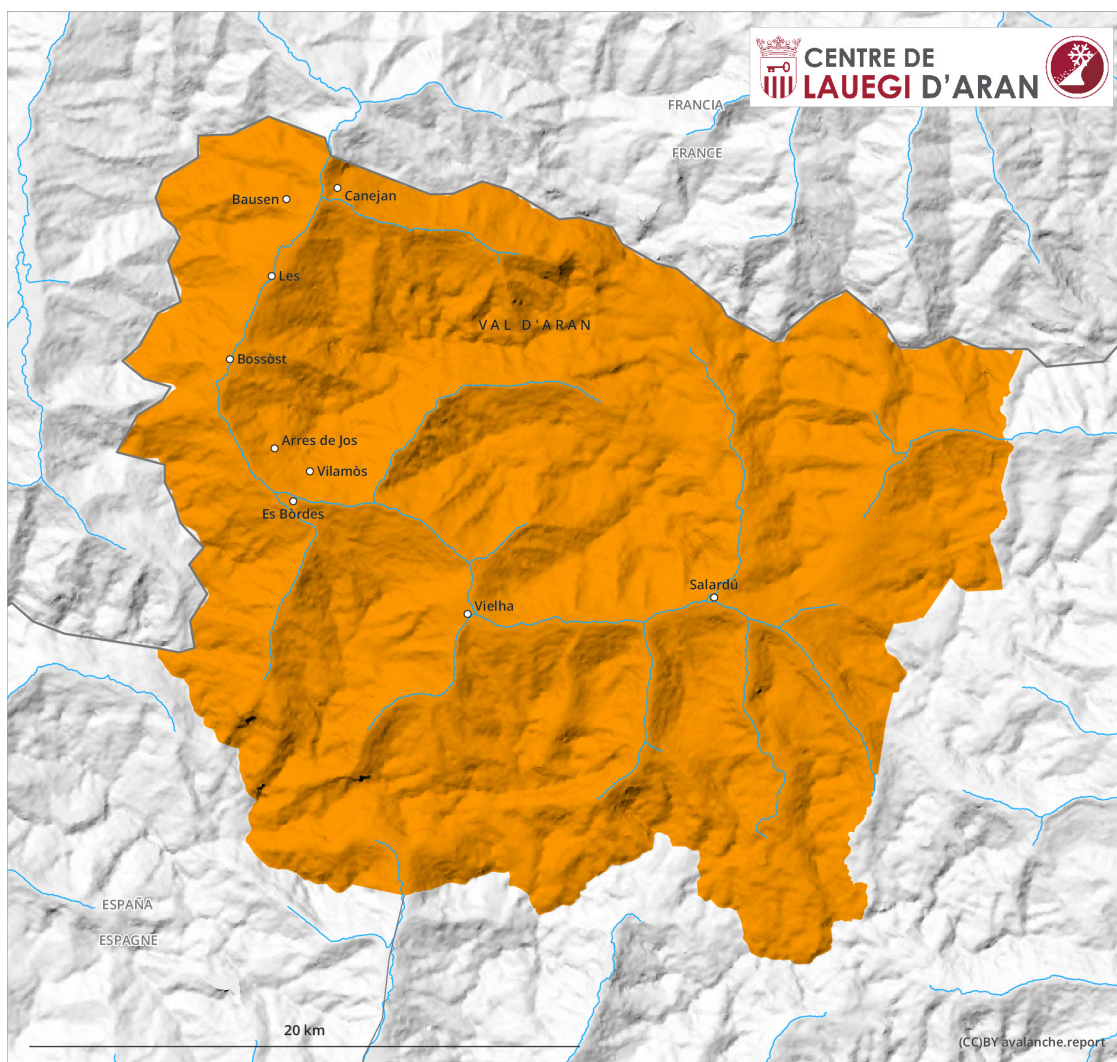 CENTRE DE
LAUEGI D'ARAN
FRANCIA
FRANCE
Bausen
Canejan
Les
VAL D'ARAN
Bossòst
Arres de Jos
Vilamòs
Es Bòrdes
Salardú
Vielha
ESPAÑA
ESPAGNE
20 km
(CC)BY avalanche.report